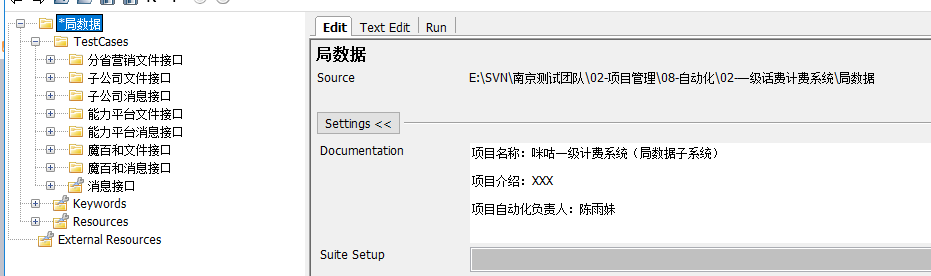 *局数据
TestCases
分省营销文件接口
子公司文件接口
子公司消息接口
能力平台文件接口
能力平台消息接口
魔百和文件接口
魔百和消息接口
消息接口
Keywords
Resources
External Resources
Edit
Text Edit
Run
局数据
Source
E:\SVN\南京测试团队\02-项目管理\08-自动化\02-一级话费计费系统\局数据
Settings <<
Documentation
项目名称：咪咕一级计费系统（局数据子系统）
项目介绍：XXX
项目自动化负责人：陈雨妹
Suite Setup